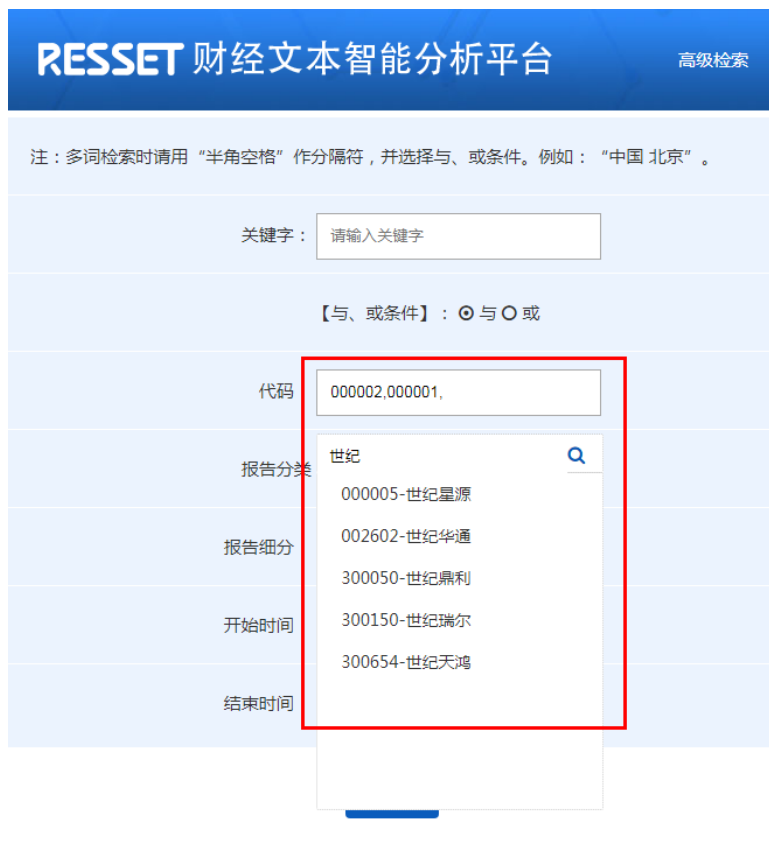 RESSET 财经文本智能分析平台 高级检索
注：多词检索时请用“半角空格”作分隔符，并选择与、或条件。例如：“中国 北京”。
关键字： 请输入关键字
【与、或条件】： 与 或
代码 000002,000001,
报告分类 世纪
000005-世纪星源
报告细分 002602-世纪华通
300050-世纪鼎利
开始时间 300150-世纪瑞尔
300654-世纪天鸿
结束时间